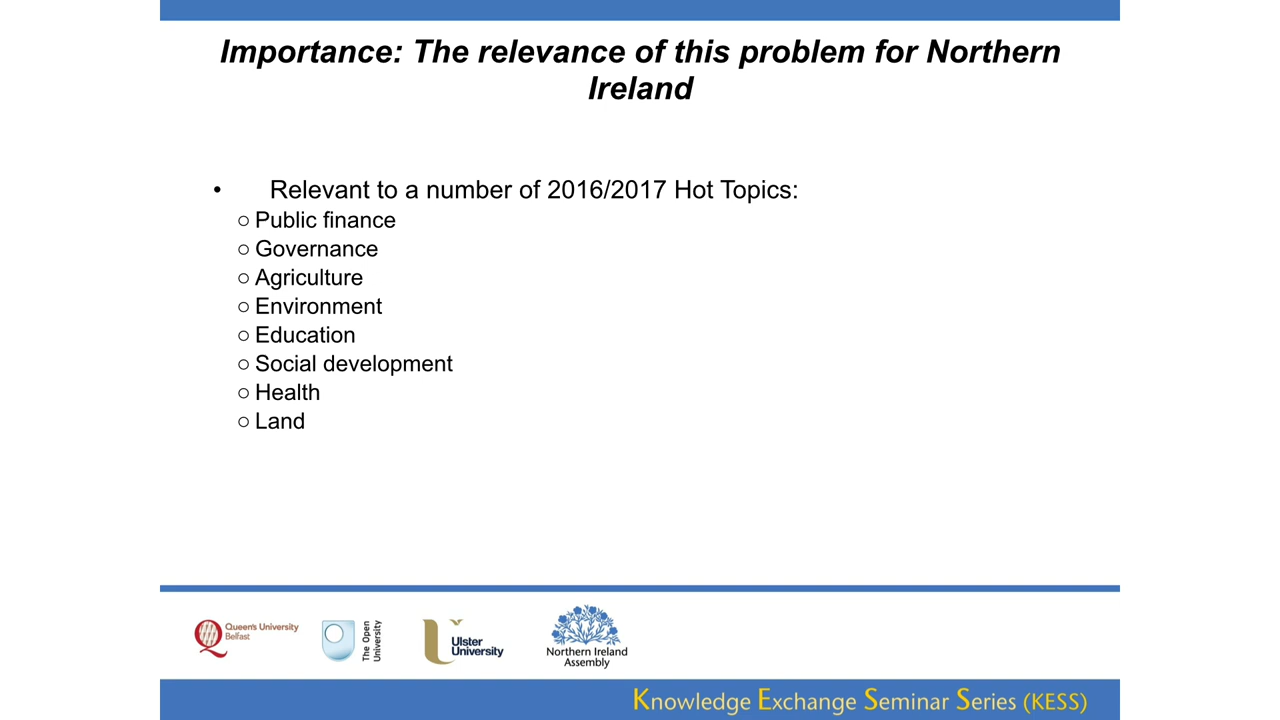 Importance: The relevance of this problem for Northern
Ireland
• Relevant to a number of 2016/2017 Hot Topics:
○ Public finance
○ Governance
○ Agriculture
○ Environment
○ Education
○ Social development
○ Health
○ Land
Queen's University
Belfast
The Open
University
Ulster
University
Northern Ireland
Assembly
Knowledge Exchange Seminar Series (KESS)